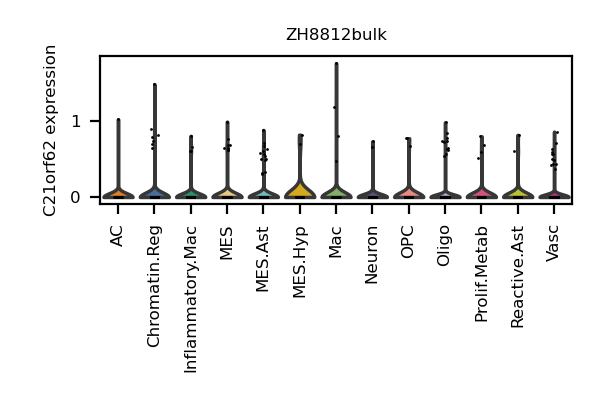 ZH8812bulk
C21orf62 expression
1
0
AC
Chromatin.Reg
Inflammatory.Mac
MES
MES.Ast
MES.Hyp
Mac
Neuron
OPC
Oligo
Prolif.Metab
Reactive.Ast
Vasc